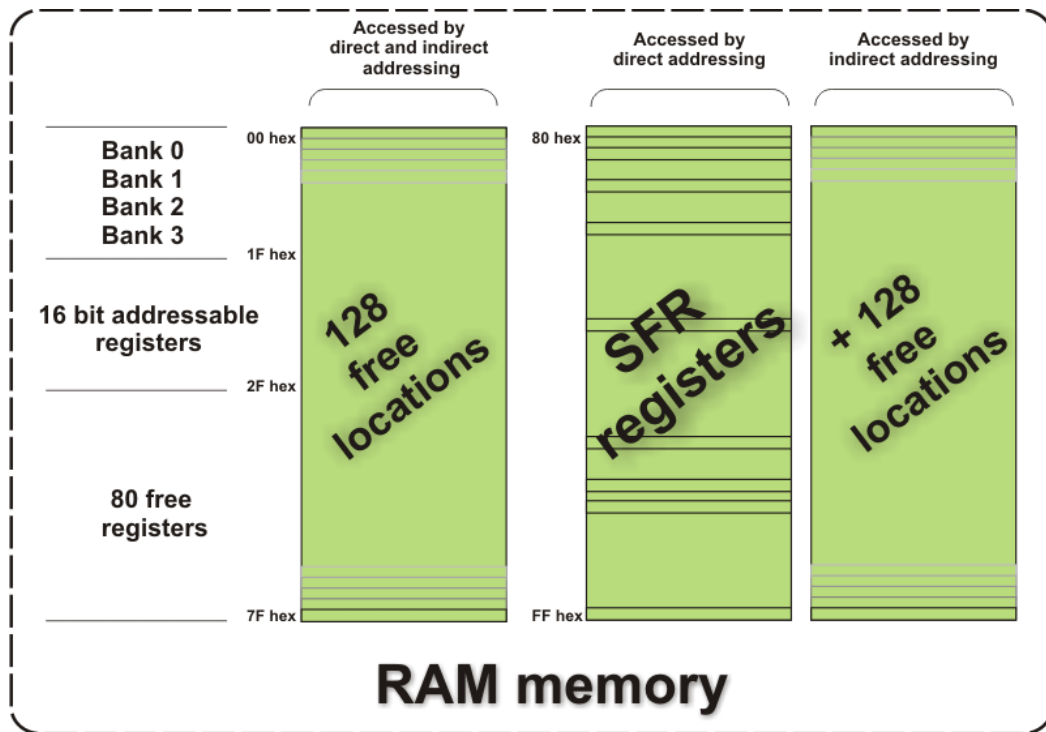 Accessed by
direct and indirect
addressing
Accessed by
direct addressing
Accessed by
indirect addressing
Bank 0
Bank 1
Bank 2
Bank 3
16 bit addressable
registers
80 free
registers
00 hex
1F hex
2F hex
7F hex
128
free
locations
80 hex
FF hex
SFR
registers
+ 128
free
locations
RAM memory